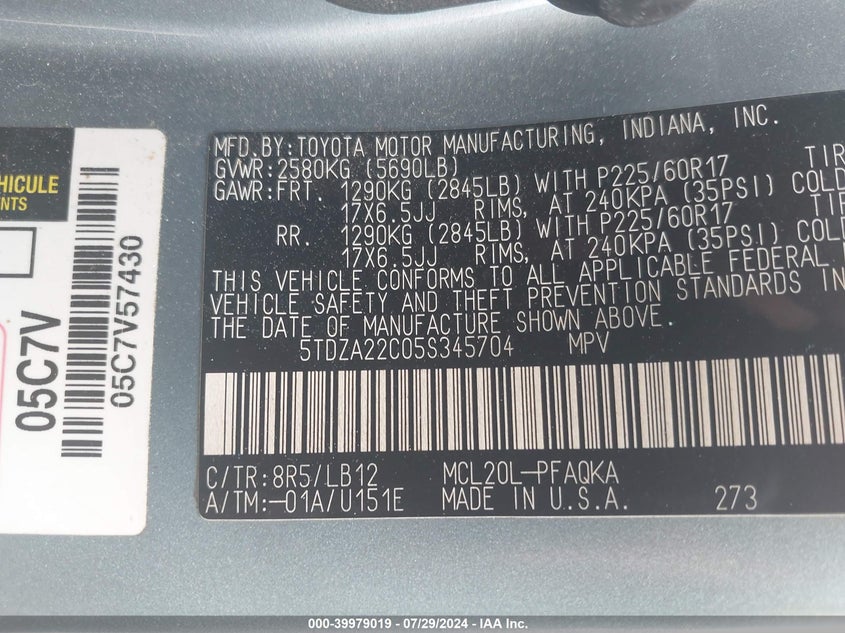 HICULE
NTS
05C7V
05C7V57430
MFD.BY:TOYOTA MOTOR MANUFACTURING, INDIANA, INC.
GVWR:2580KG (5690LB)
GAWR:FRT. 1290KG (2845LB) WITH P225/60R17 TIR
17X6.5JJ RIMS, AT 240KPA (35PSI) COLD
RR. 1290KG (2845LB) WITH P225/60R17 TIR
17X6.5JJ RIMS, AT 240KPA (35PSI) COLD
THIS VEHICLE CONFORMS TO ALL APPLICABLE FEDERAL
VEHICLE SAFETY AND THEFT PREVENTION STANDARDS IN
THE DATE OF MANUFACTURE SHOWN ABOVE.
5TDZA22C05S345704 MPV
C/TR:8R5/LB12 MCL20L-PFAQKA
A/TM:-01A/U151E MADE IN U.S.A. 273
000-39979019 - 07/29/2024 - IAA Inc.